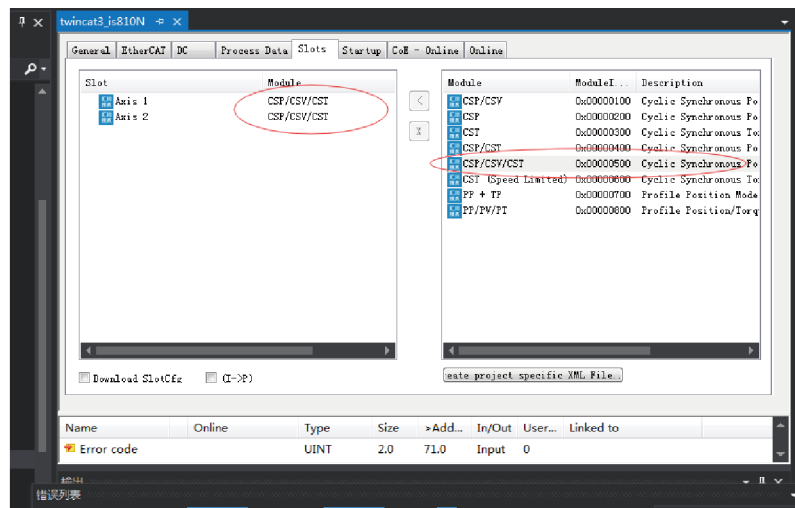 twincat3_is810N
General EtherCAT DC Process Data Slots Startup CoE - Online Online
Slot Module
Axis 1 CSP/CSV/CST
Axis 2 CSP/CSV/CST
<
X
Module ModuleI... Description
CSP/CSV 0x00000100 Cyclic Synchronous Po
CSP 0x00000200 Cyclic Synchronous Po
CST 0x00000300 Cyclic Synchronous To
CSP/CST 0x00000400 Cyclic Synchronous Po
CSP/CSV/CST 0x00000500 Cyclic Synchronous Po
CST (Speed Limited) 0x00000600 Cyclic Synchronous To
PP + TP 0x00000700 Profile Position Mode
PP/PV/PT 0x00000800 Profile Position/Torq
Download SlotCfg (I->P)
eate project specific XML File..
Name Online Type Size >Add... In/Out User... Linked to
Error code UINT 2.0 71.0 Input 0
输出
错误列表